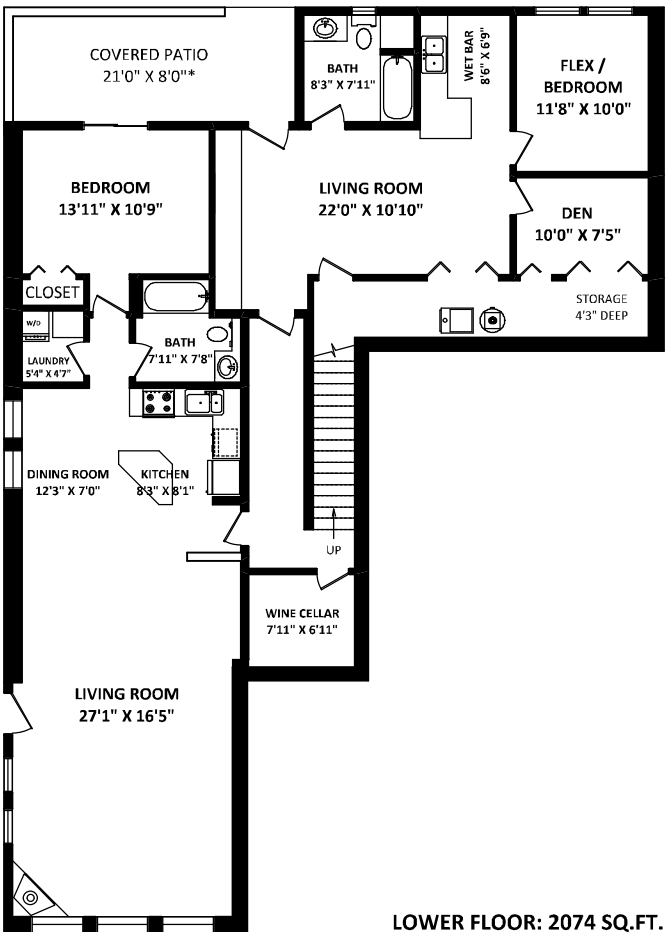 COVERED PATIO
21'0" X 8'0"*
BATH
8'3" X 7'11"
WET BAR
8'6" X 6'9"
FLEX /
BEDROOM
11'8" X 10'0"
BEDROOM
13'11" X 10'9"
LIVING ROOM
22'0" X 10'10"
DEN
10'0" X 7'5"
CLOSET
STORAGE
4'3" DEEP
W/D
LAUNDRY
5'4" X 4'7"
BATH
7'11" X 7'8"
DINING ROOM
12'3" X 7'0"
KITCHEN
8'3" X 8'1"
UP
WINE CELLAR
7'11" X 6'11"
LIVING ROOM
27'1" X 16'5"
LOWER FLOOR: 2074 SQ.FT.